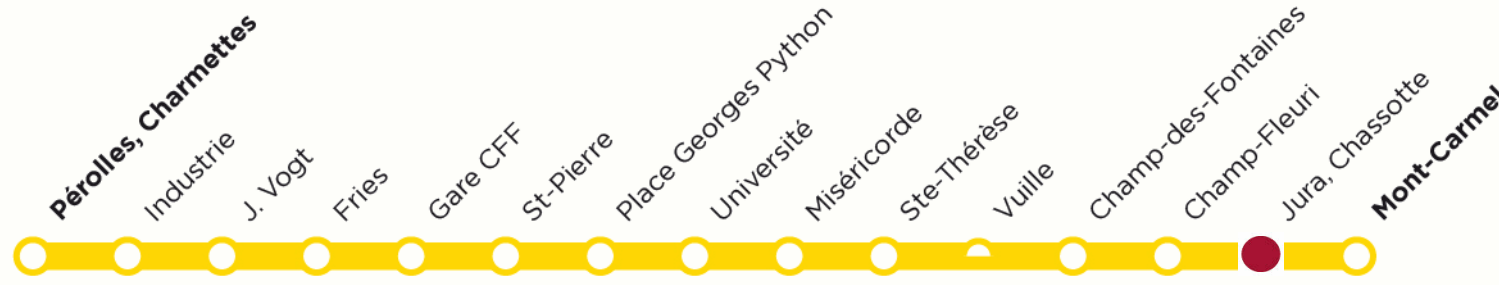 Pérolles, Charmettes
Industrie
J. Vogt
Fries
Gare CFF
St-Pierre
Place Georges Python
Université
Miséricorde
Ste-Thérèse
Vuille
Champ-des-Fontaines
Champ-Fleuri
Jura, Chassotte
Mont-Carmel